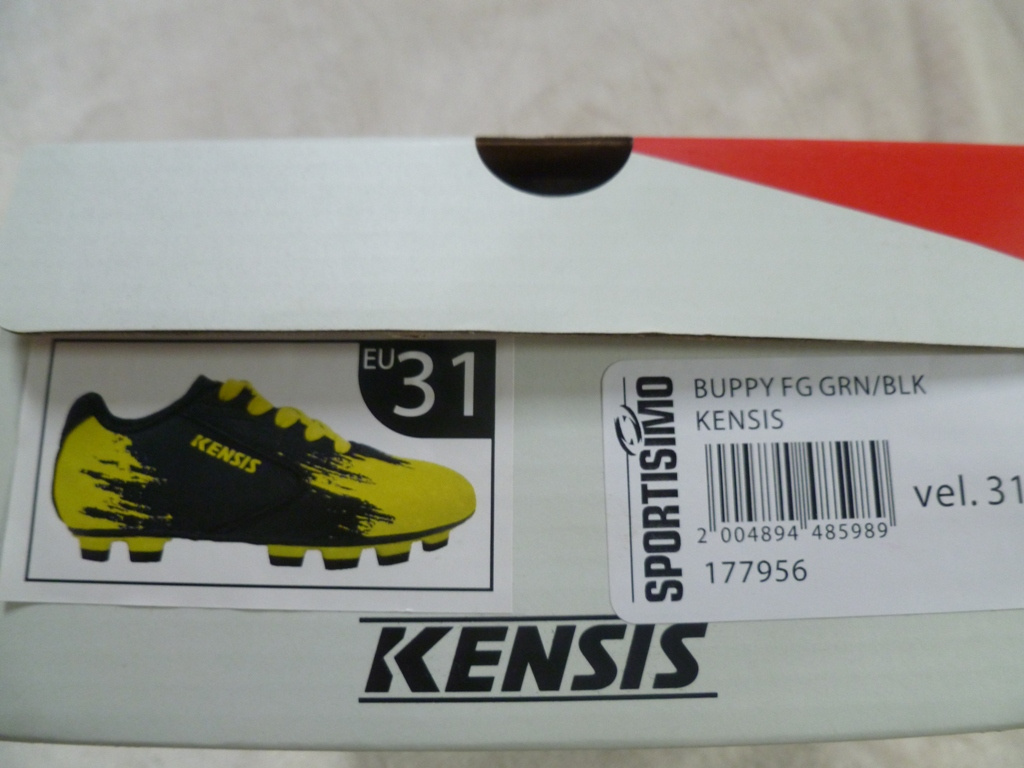 EU 31
KENSIS
SPORTISIMO
BUPPY FG GRN/BLK
KENSIS
vel. 31
2 004894 485989
177956
KENSIS